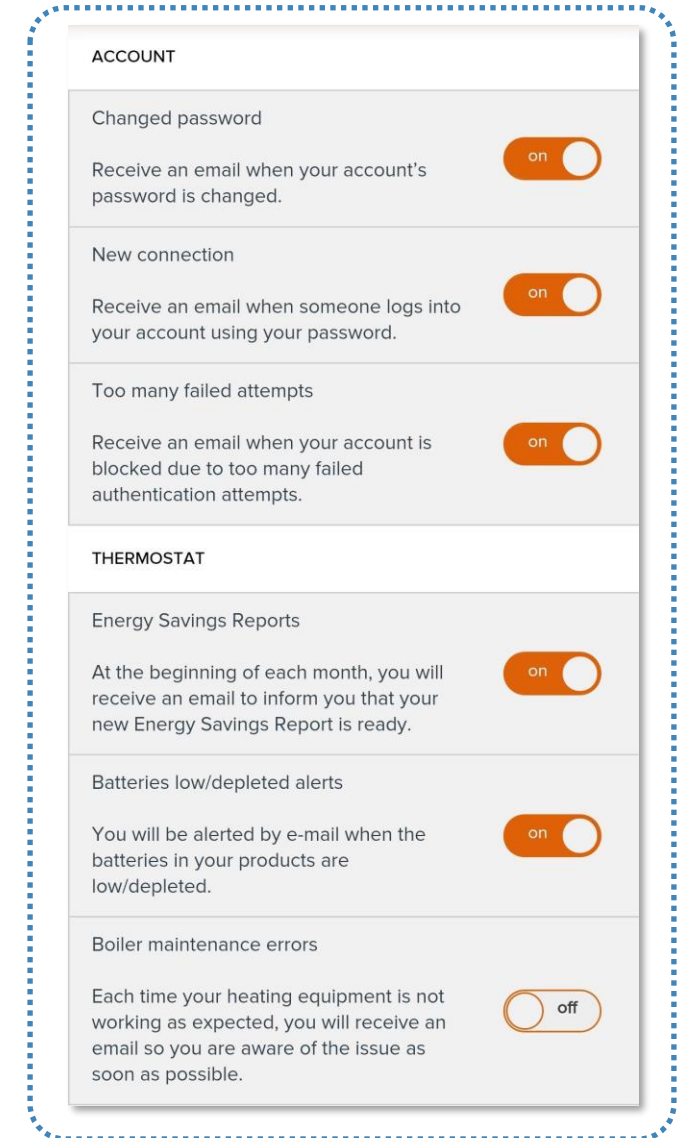 ACCOUNT
Changed password
on
Receive an email when your account's
password is changed.
New connection
on
Receive an email when someone logs into
your account using your password.
Too many failed attempts
on
Receive an email when your account is
blocked due to too many failed
authentication attempts.
THERMOSTAT
Energy Savings Reports
on
At the beginning of each month, you will
receive an email to inform you that your
new Energy Savings Report is ready.
Batteries low/depleted alerts
on
You will be alerted by e-mail when the
batteries in your products are
low/depleted.
Boiler maintenance errors
Each time your heating equipment is not
off
working as expected, you will receive an
email so you are aware of the issue as
soon as possible.